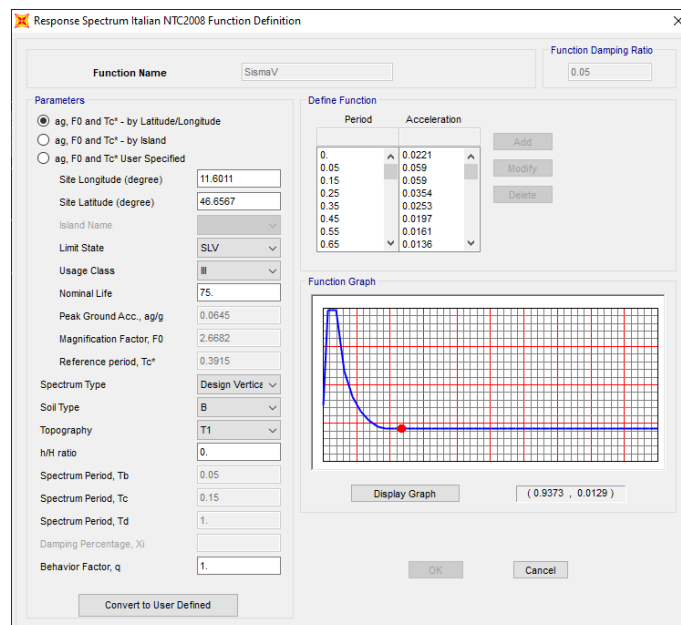 Response Spectrum Italian NTC2008 Function Definition
Function Damping Ratio
Function Name
SismaV
0.05
Parameters
ag, F0 and Tc* - by Latitude/Longitude
ag, F0 and Tc* - by Island
ag, F0 and Tc* User Specified
Site Longitude (degree)
11.6011
Site Latitude (degree)
46.6567
Island Name
Limit State
SLV
Usage Class
III
Nominal Life
75.
Peak Ground Acc., ag/g
0.0645
Magnification Factor, F0
2.6682
Reference period, Tc*
0.3915
Spectrum Type
Design Vertica
Soil Type
B
Topography
T1
h/H ratio
0.
Spectrum Period, Tb
0.05
Spectrum Period, Tc
0.15
Spectrum Period, Td
1.
Damping Percentage, Xi
Behavior Factor, q
1.
Convert to User Defined
Define Function
Period Acceleration
0. 0.0221
0.05 0.059
0.15 0.059
0.25 0.0354
0.35 0.0253
0.45 0.0197
0.55 0.0161
0.65 0.0136
Add
Modify
Delete
Function Graph
Display Graph
( 0.9373 , 0.0129 )
OK
Cancel